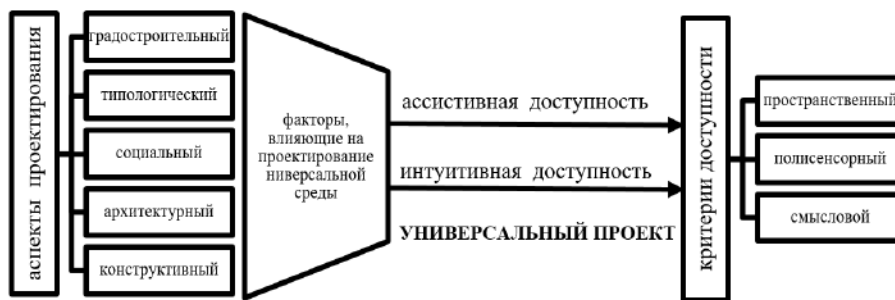 аспекты проектирования
градостроительный
типологический
социальный
архитектурный
конструктивный
факторы,
влияющие на
проектирование
ниверсальной
среды
ассистивная доступность
интуитивная доступность
УНИВЕРСАЛЬНЫЙ ПРОЕКТ
критерии доступности
пространственный
полисенсорный
смысловой